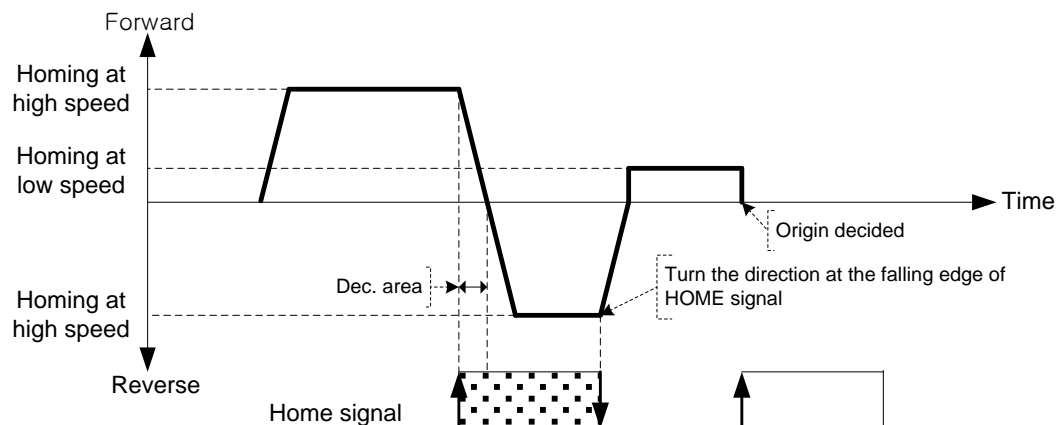 Forward
Homing at
high speed
Homing at
low speed
Time
Origin decided
Dec. area
Turn the direction at the falling edge of
HOME signal
Homing at
high speed
Reverse
Home signal